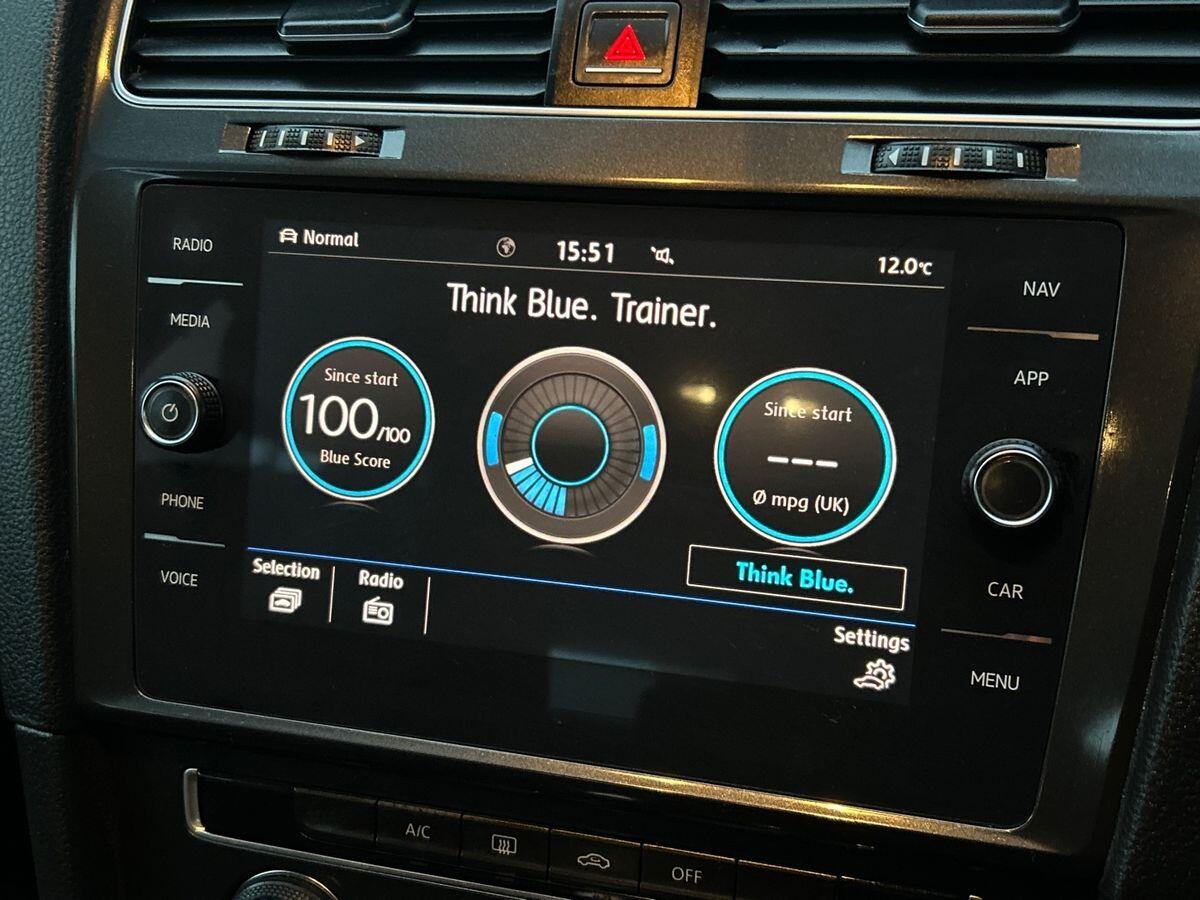 RADIO
MEDIA
PHONE
VOICE
Normal
15:51
12.0°C
Think Blue. Trainer.
Since start
100/100
Blue Score
Since start
---
Ø mpg (UK)
Think Blue.
Selection
Radio
Settings
NAV
APP
CAR
MENU
A/C
OFF